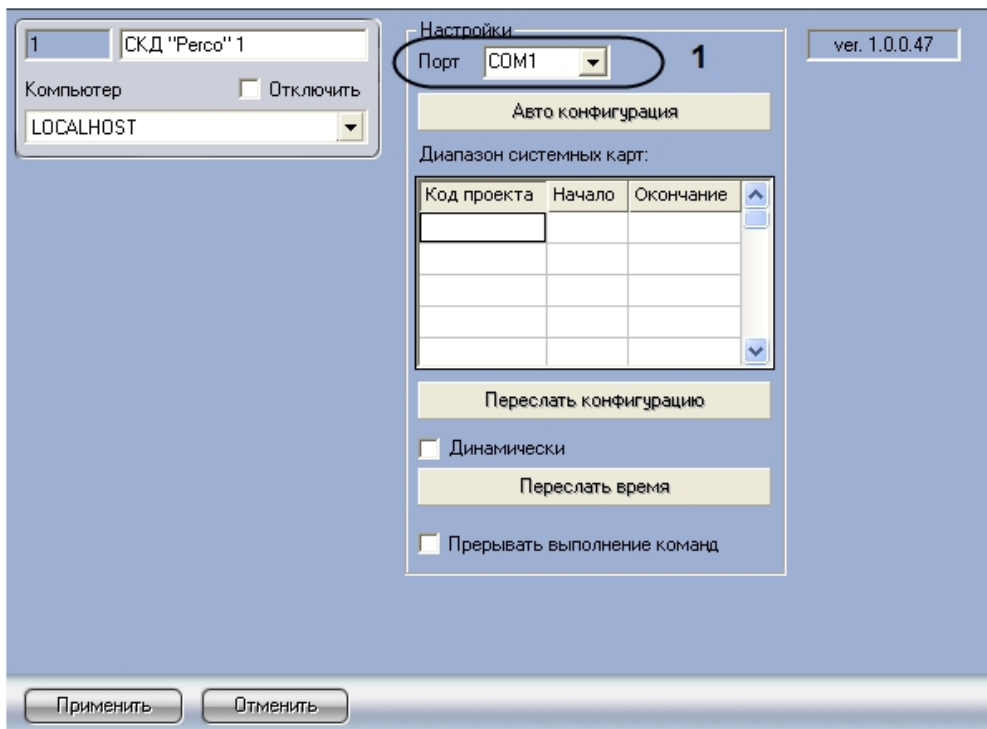 1
СКД "Perco" 1
Компьютер
Отключить
LOCALHOST
Настройки
Порт
COM1
1
Авто конфигурация
Диапазон системных карт:
Код проекта Начало Окончание
Переслать конфигурацию
Динамически
Переслать время
Прерывать выполнение команд
ver. 1.0.0.47
Применить
Отменить